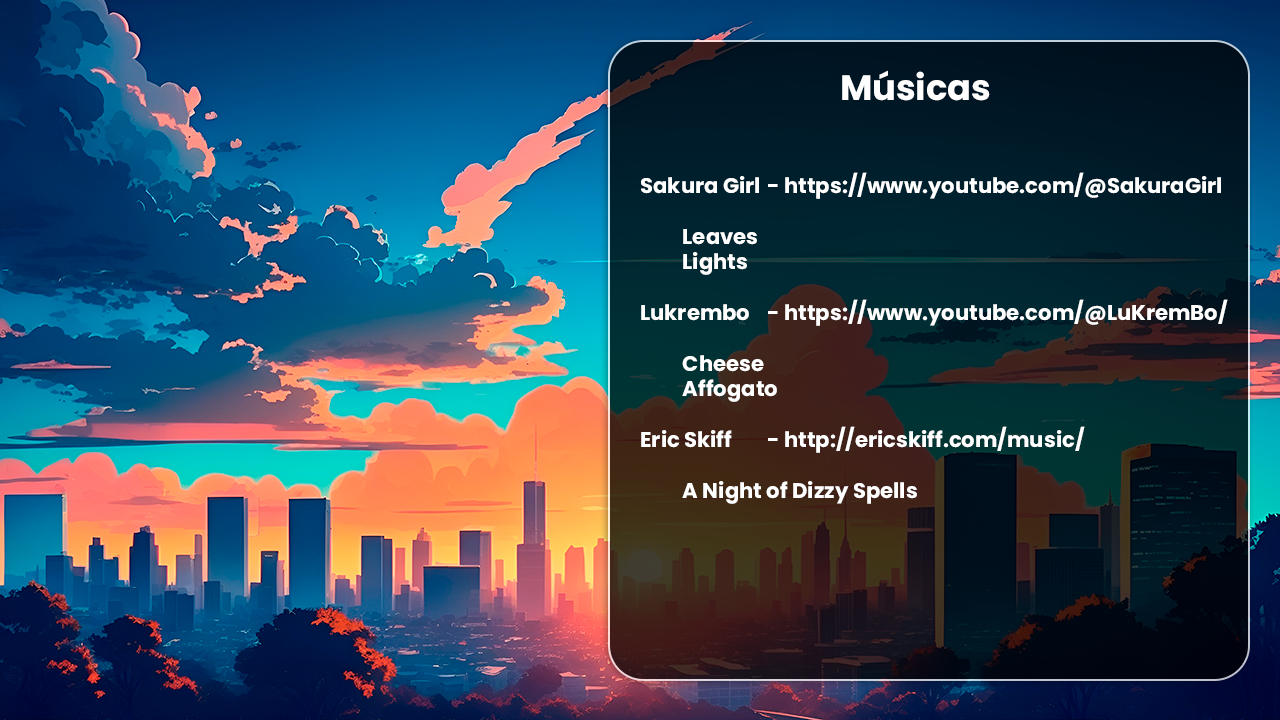 Músicas
Sakura Girl - https://www.youtube.com/@SakuraGirl
Leaves
Lights
Lukrembo - https://www.youtube.com/@LuKremBo/
Cheese
Affogato
Eric Skiff - http://ericskiff.com/music/
A Night of Dizzy Spells